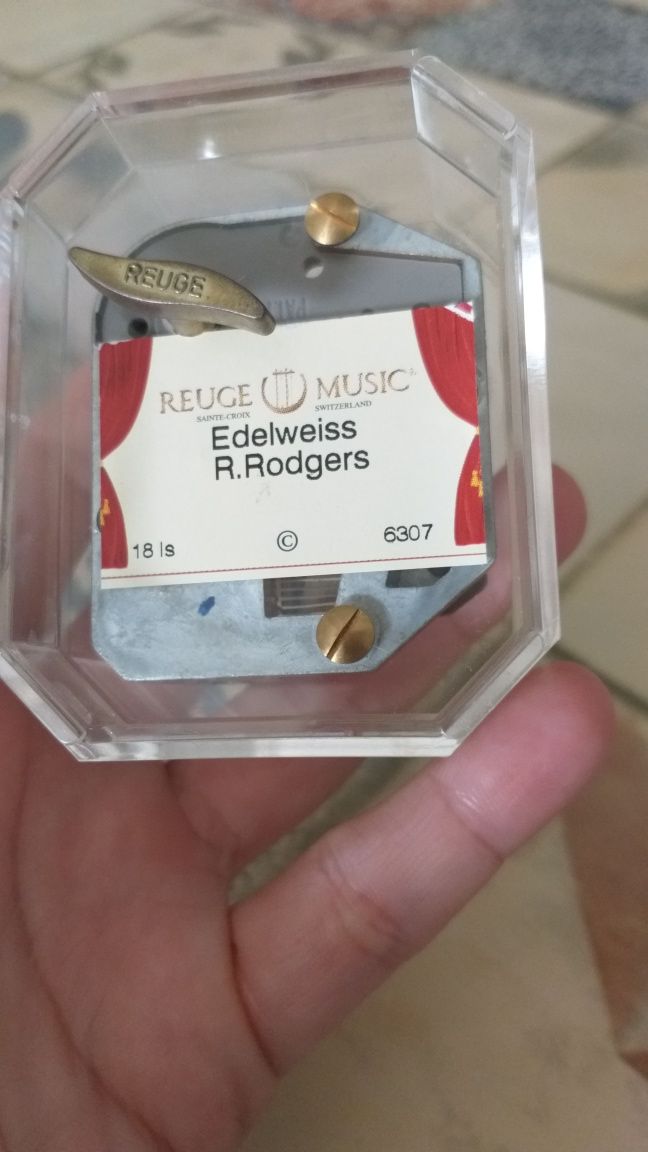 REUGE
REUGE MUSIC
SAINTE-CROIX SWITZERLAND
Edelweiss
R.Rodgers
18 ls © 6307